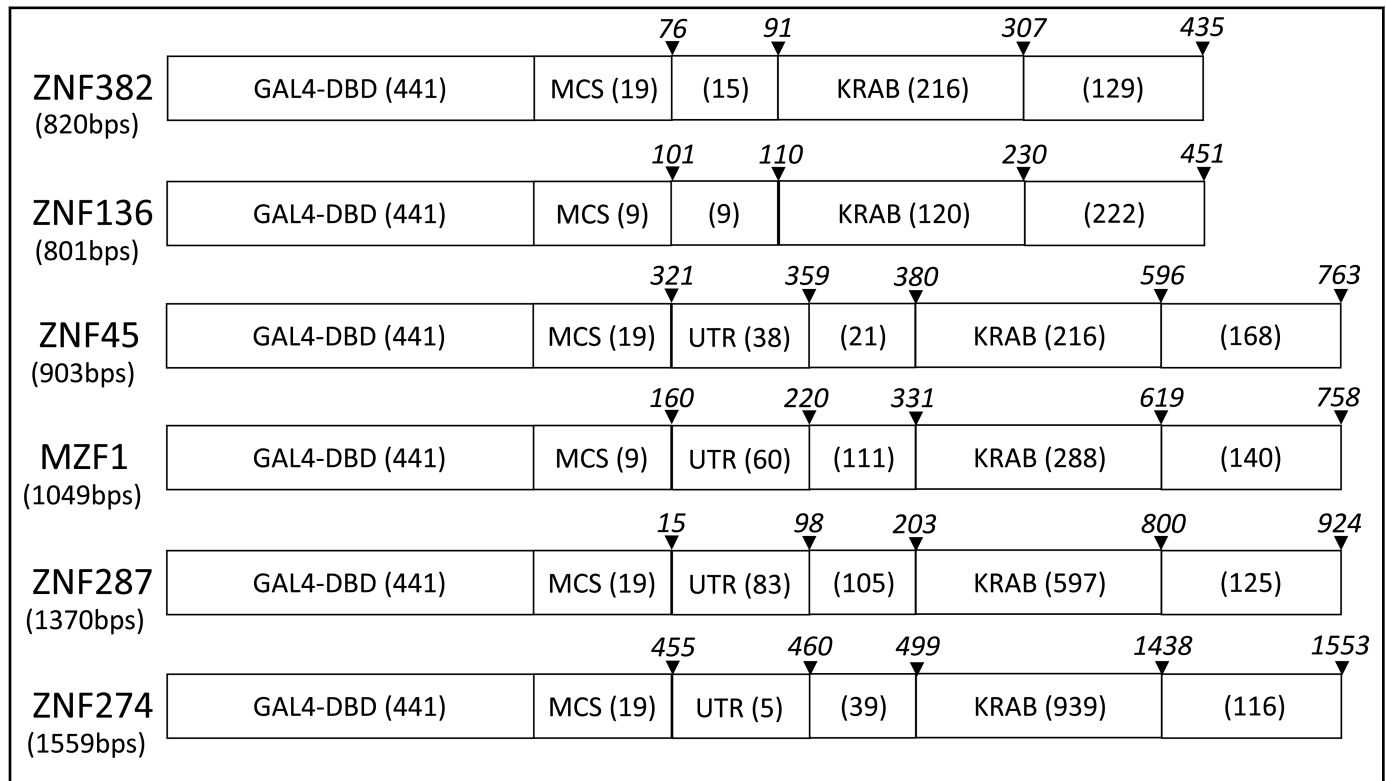 76 91 307 435
ZNF382 GAL4-DBD (441) MCS (19) (15) KRAB (216) (129)
(820bps)
101 110 230 451
ZNF136 GAL4-DBD (441) MCS (9) (9) KRAB (120) (222)
(801bps)
321 359 380 596 763
ZNF45 GAL4-DBD (441) MCS (19) UTR (38) (21) KRAB (216) (168)
(903bps)
160 220 331 619 758
MZF1 GAL4-DBD (441) MCS (9) UTR (60) (111) KRAB (288) (140)
(1049bps)
15 98 203 800 924
ZNF287 GAL4-DBD (441) MCS (19) UTR (83) (105) KRAB (597) (125)
(1370bps)
455 460 499 1438 1553
ZNF274 GAL4-DBD (441) MCS (19) UTR (5) (39) KRAB (939) (116)
(1559bps)